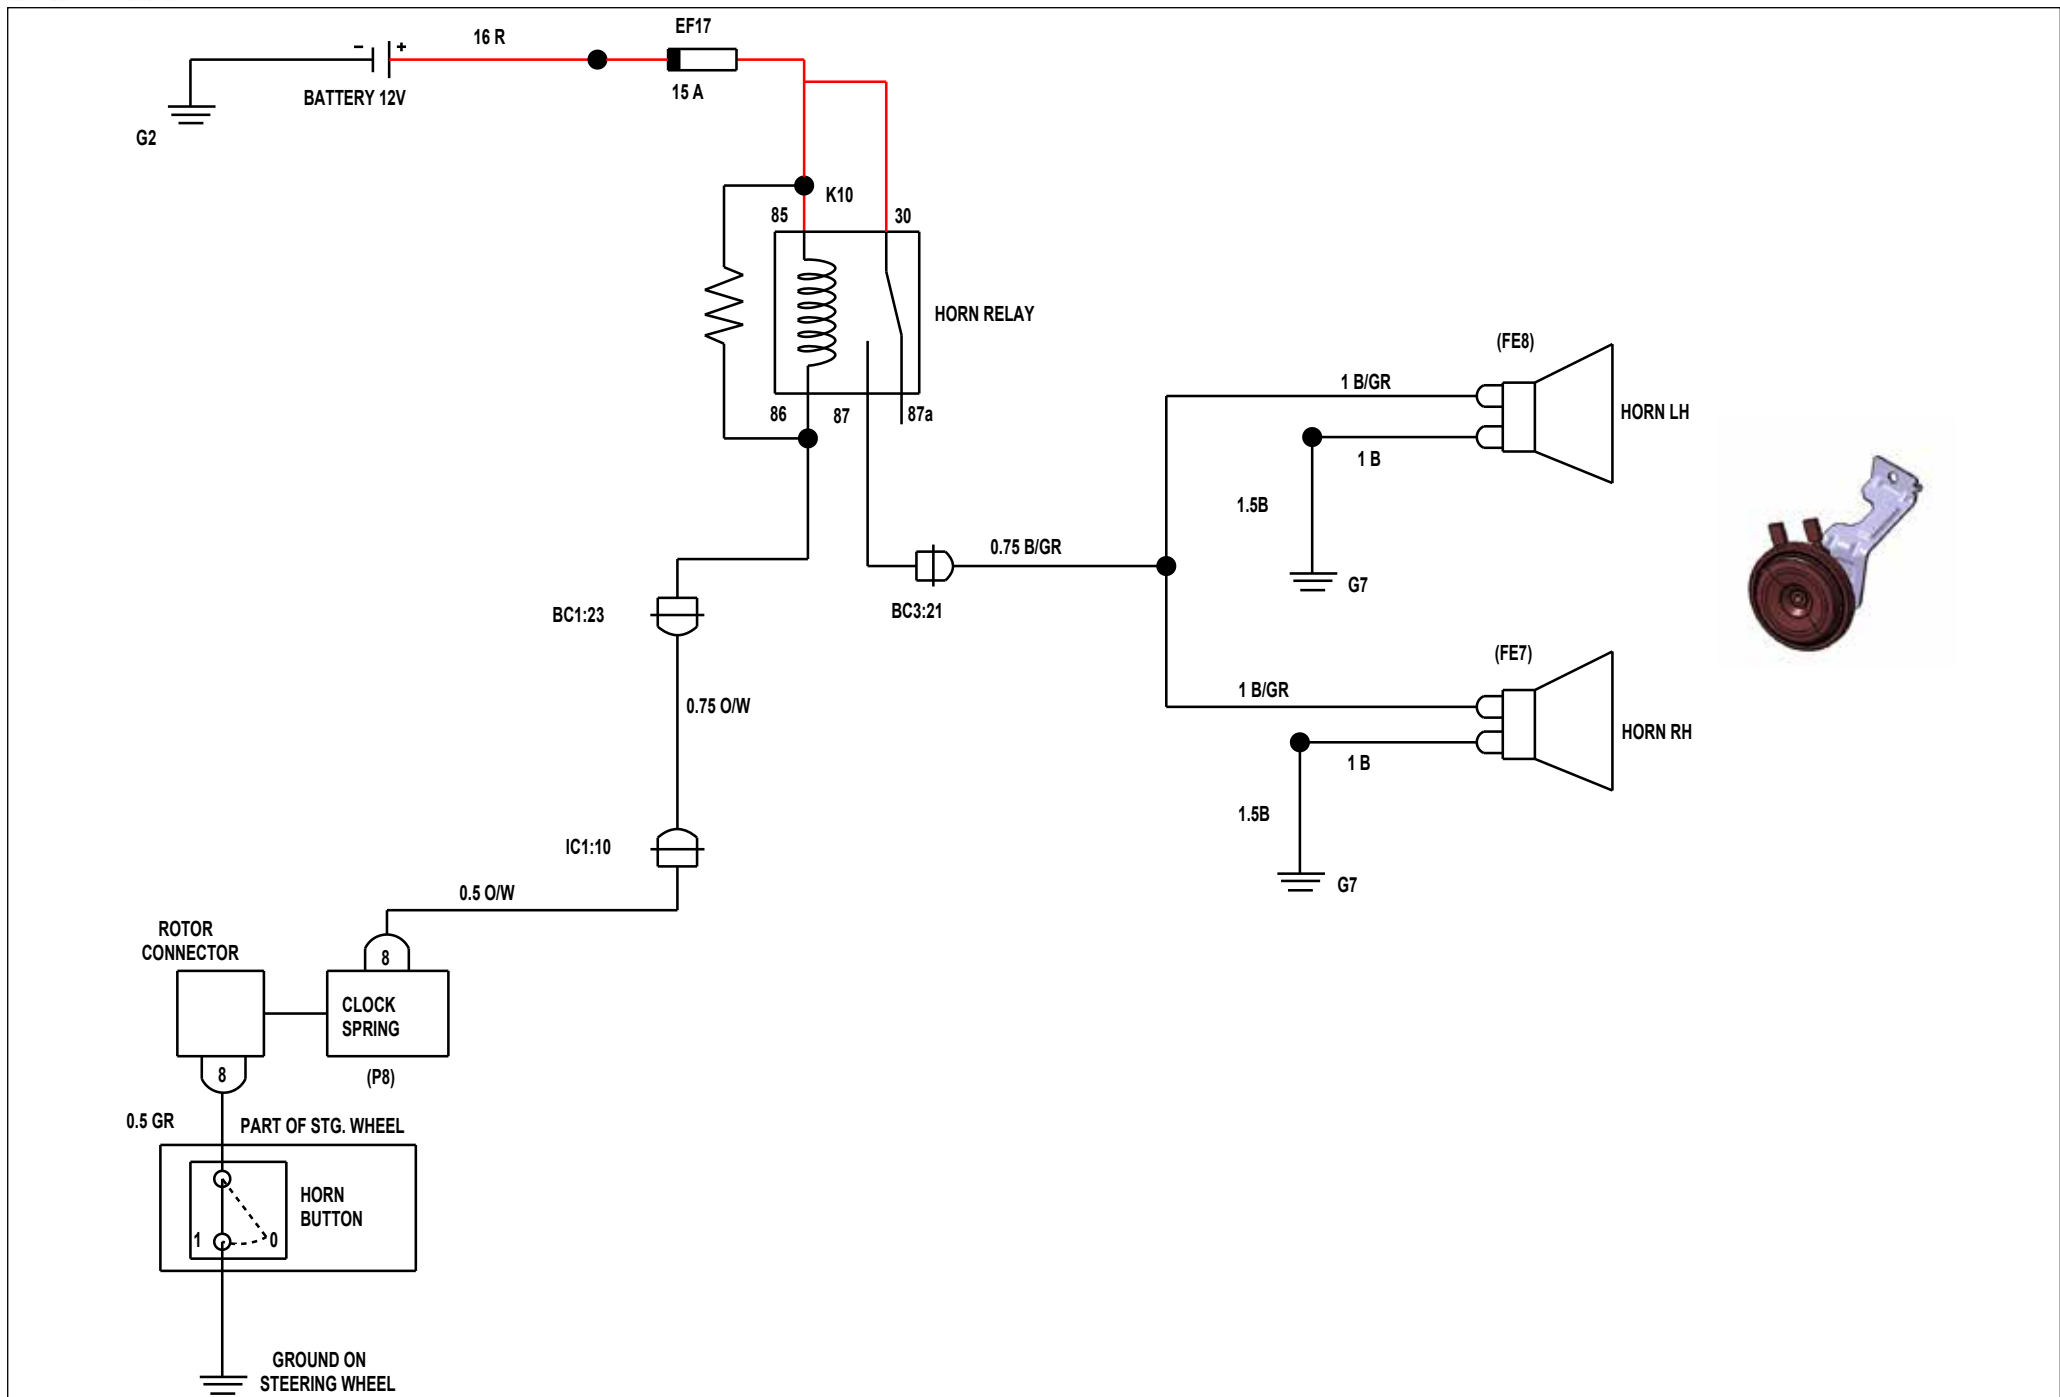 16 R
EF17
− +
BATTERY 12V
15 A
G2
K10
85
30
HORN RELAY
86
87
87a
(FE8)
1 B/GR
HORN LH
1 B
1.5B
G7
0.75 B/GR
BC3:21
BC1:23
(FE7)
1 B/GR
HORN RH
1 B
1.5B
G7
0.75 O/W
IC1:10
0.5 O/W
ROTOR
CONNECTOR
8
CLOCK
SPRING
(P8)
8
0.5 GR
PART OF STG. WHEEL
HORN
BUTTON
1
0
GROUND ON
STEERING WHEEL